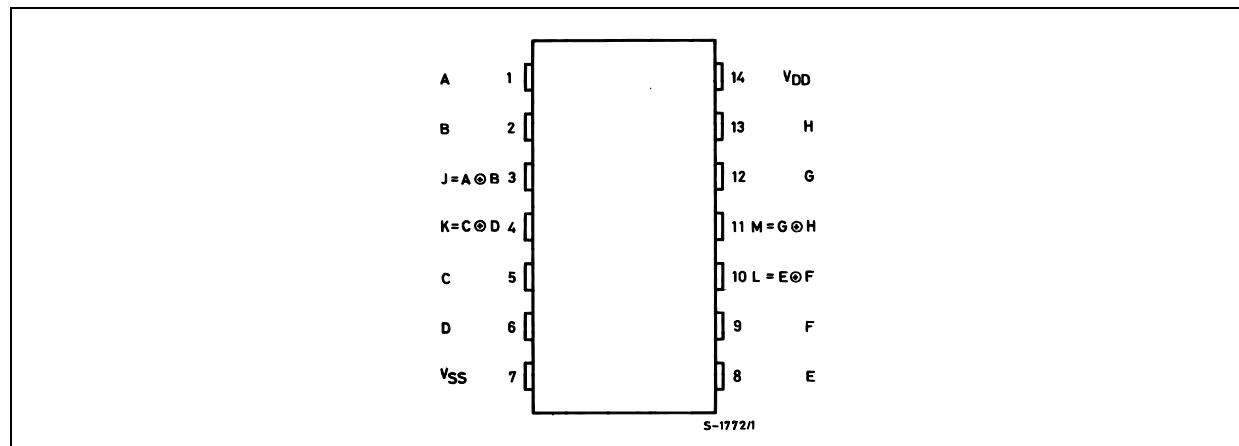 A 1 14 VDD
B 2 13 H
J=A⊕B 3 12 G
K=C⊕D 4 11 M=G⊕H
C 5 10 L=E⊕F
D 6 9 F
VSS 7 8 E
S-1772/1